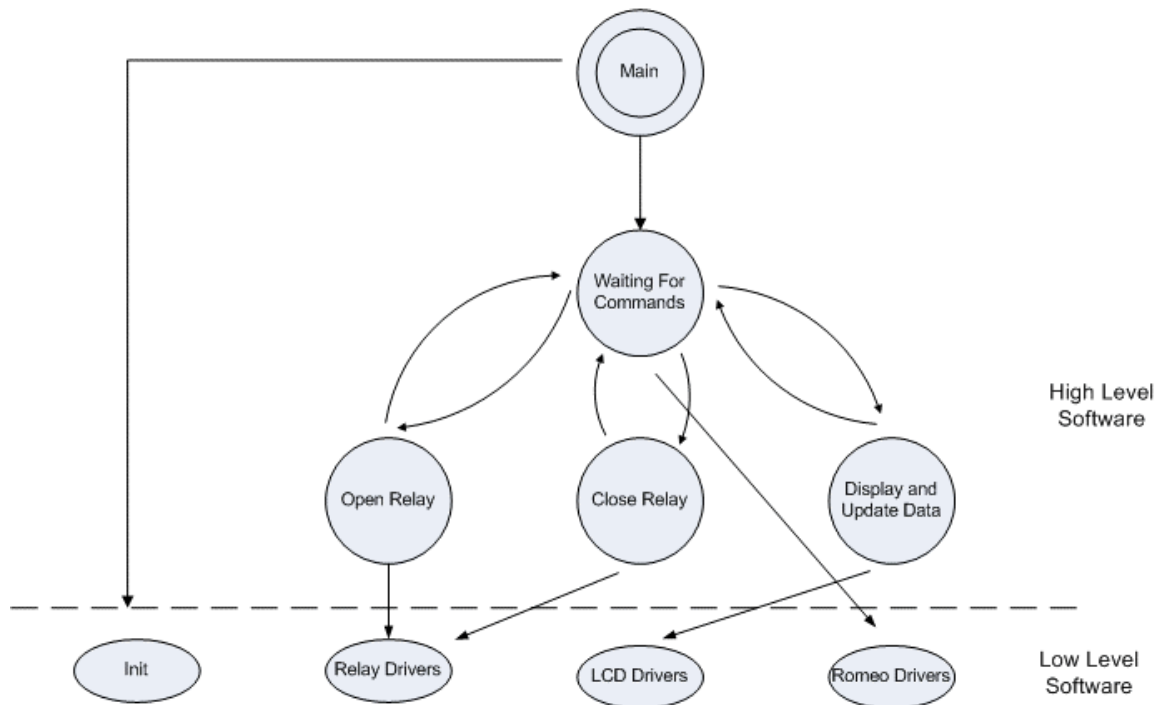 Main
Waiting For
Commands
High Level
Software
Open Relay
Close Relay
Display and
Update Data
Init
Relay Drivers
LCD Drivers
Romeo Drivers
Low Level
Software